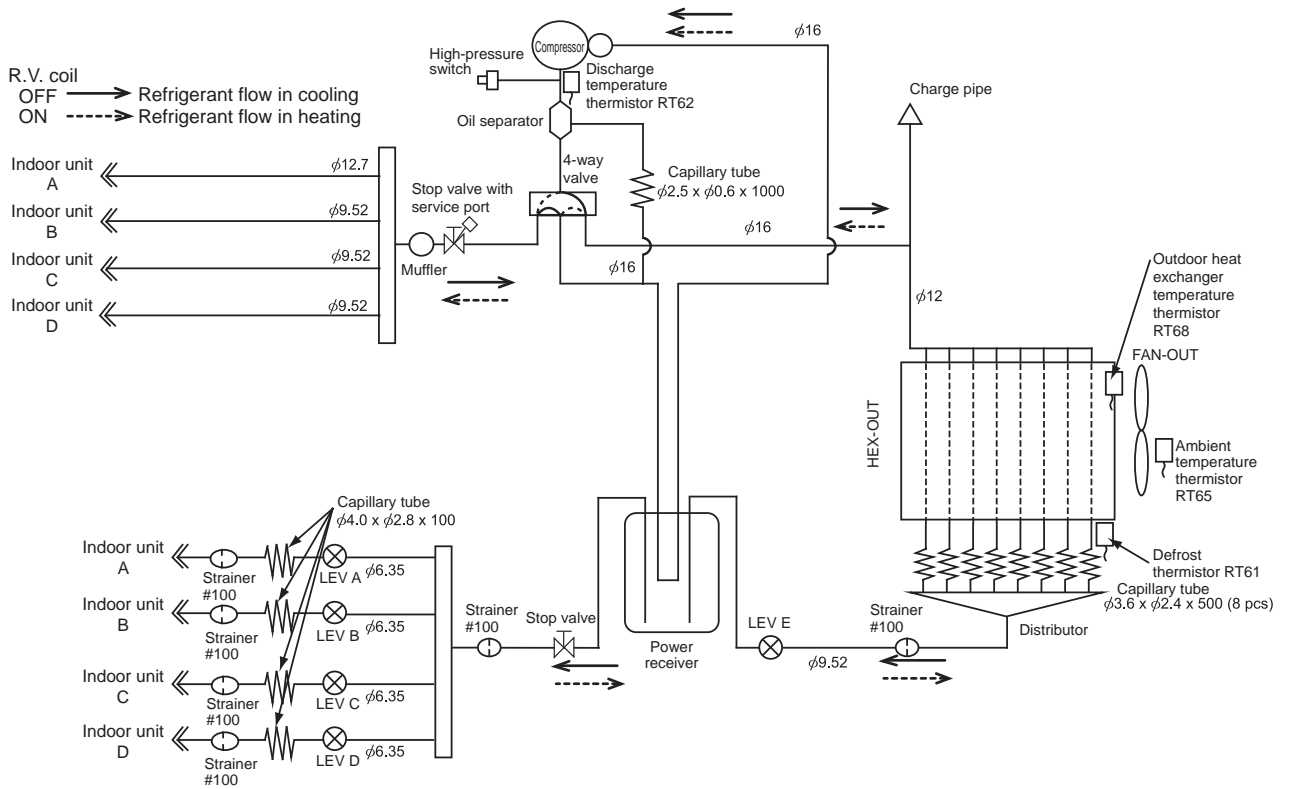 R.V. coil
OFF Refrigerant flow in cooling
ON Refrigerant flow in heating
Compressor
ϕ16
High-pressure
switch
Discharge
temperature
thermistor RT62
Oil separator
4-way
valve
Capillary tube
ϕ2.5 x ϕ0.6 x 1000
Charge pipe
Indoor unit
A
ϕ12.7
Indoor unit
B
ϕ9.52
Indoor unit
C
ϕ9.52
Indoor unit
D
ϕ9.52
Stop valve with
service port
Muffler
ϕ16
ϕ16
ϕ12
Outdoor heat
exchanger
temperature
thermistor
RT68
FAN-OUT
HEX-OUT
Ambient
temperature
thermistor
RT65
Defrost
thermistor RT61
Capillary tube
ϕ3.6 x ϕ2.4 x 500 (8 pcs)
Distributor
Capillary tube
ϕ4.0 x ϕ2.8 x 100
Indoor unit
A
Strainer
#100
LEV A
ϕ6.35
Indoor unit
B
Strainer
#100
LEV B
ϕ6.35
Indoor unit
C
Strainer
#100
LEV C
ϕ6.35
Indoor unit
D
Strainer
#100
LEV D
ϕ6.35
Strainer
#100
Stop valve
Power
receiver
LEV E
ϕ9.52
Strainer
#100